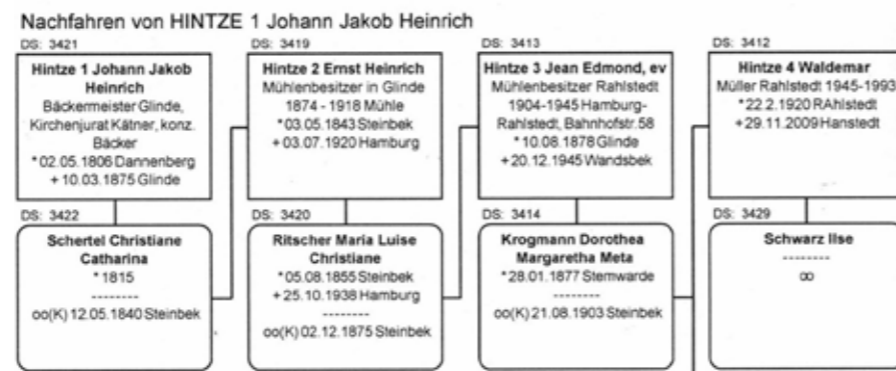 Nachfahren von HINTZE 1 Johann Jakob Heinrich
DS: 3421
Hintze 1 Johann Jakob
Heinrich
Bäckermeister Glinde,
Kirchenjurat Kätner, konz.
Bäcker
*02.05.1806 Dannenberg
+10.03.1875 Glinde
DS: 3422
Schertel Christiane
Catharina
*1815
--------
oo(K) 12.05.1840 Steinbek
DS: 3419
Hintze 2 Ernst Heinrich
Mühlenbesitzer in Glinde
1874 - 1918 Mühle
*03.05.1843 Steinbek
+03.07.1920 Hamburg
DS: 3420
Ritscher Maria Luise
Christiane
*05.08.1855 Steinbek
+25.10.1938 Hamburg
--------
oo(K) 02.12.1875 Steinbek
DS: 3413
Hintze 3 Jean Edmond, ev
Mühlenbesitzer Rahlstedt
1904-1945 Hamburg-
Rahlstedt, Bahnhofstr.58
*10.08.1878 Glinde
+20.12.1945 Wandsbek
DS: 3414
Krogmann Dorothea
Margaretha Meta
*28.01.1877 Stemwarde
--------
oo(K) 21.08.1903 Steinbek
DS: 3412
Hintze 4 Waldemar
Müller Rahlstedt 1945-1993
*22.2.1920 RAhlstedt
+29.11.2009 Hanstedt
DS: 3429
Schwarz Ilse
--------
oo